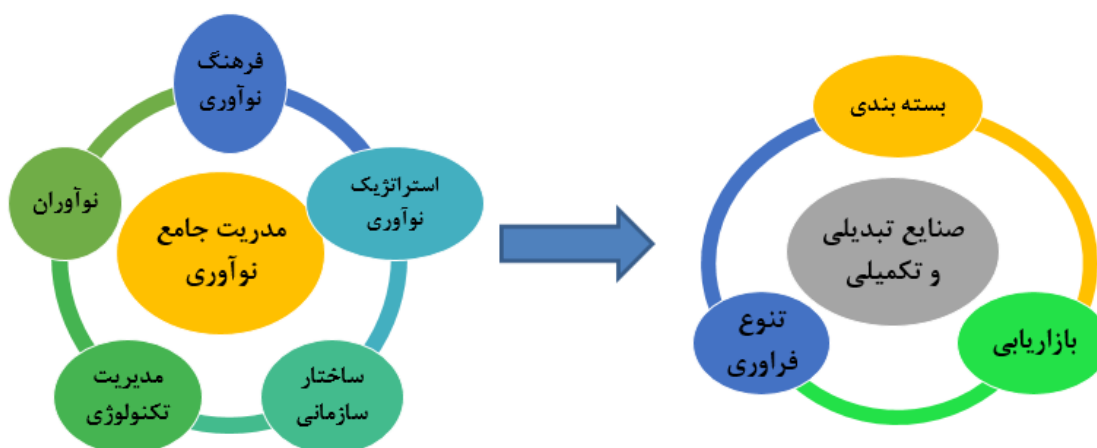 فرهنگ
نوآوری
استراتژیک
نوآوری
نوآوران
مدریت جامع
نوآوری
ساختار
سازمانی
مدیریت
تکنولوژی
بسته بندی
صنایع تبدیلی
و تکمیلی
تنوع
فراوری
بازاریابی